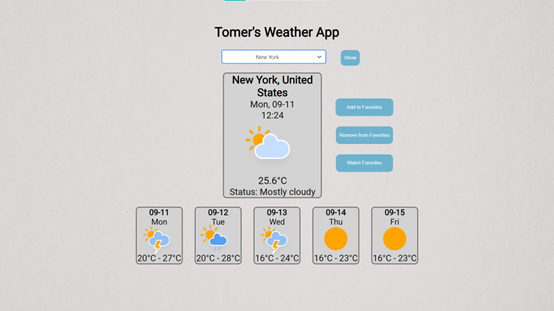 Tomer's Weather App
New York
Show
New York, United
States
Mon, 09-11
12:24
25.6°C
Status: Mostly cloudy
Add to Favorites
Remove from Favorites
Watch Favorites
09-11
Mon
20°C - 27°C
09-12
Tue
20°C - 28°C
09-13
Wed
16°C - 24°C
09-14
Thu
16°C - 23°C
09-15
Fri
16°C - 23°C